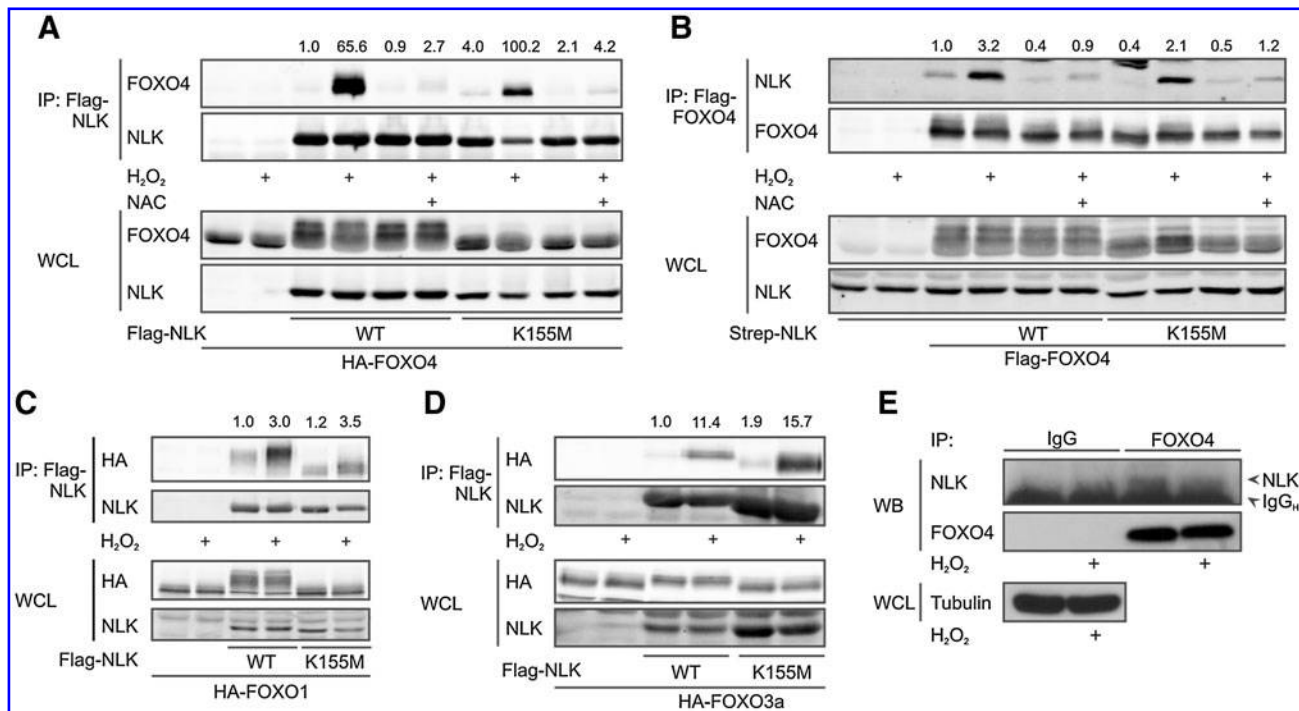 A
1.0 65.6 0.9 2.7 4.0 100.2 2.1 4.2
IP: Flag-
NLK
FOXO4
NLK
H₂O₂ + + + + +
NAC + +
WCL
FOXO4
NLK
Flag-NLK WT K155M
HA-FOXO4
B
1.0 3.2 0.4 0.9 0.4 2.1 0.5 1.2
IP: Flag-
FOXO4
NLK
FOXO4
H₂O₂ + + + + +
NAC + +
WCL
FOXO4
NLK
Strep-NLK WT K155M
Flag-FOXO4
C
1.0 3.0 1.2 3.5
IP: Flag-
NLK
HA
NLK
H₂O₂ + + +
WCL
HA
NLK
Flag-NLK WT K155M
HA-FOXO1
D
1.0 11.4 1.9 15.7
IP: Flag-
NLK
HA
NLK
H₂O₂ + + +
WCL
HA
NLK
Flag-NLK WT K155M
HA-FOXO3a
E
IP: IgG FOXO4
WB
NLK
NLK
IgGH
FOXO4
H₂O₂ + +
WCL Tubulin
H₂O₂ +